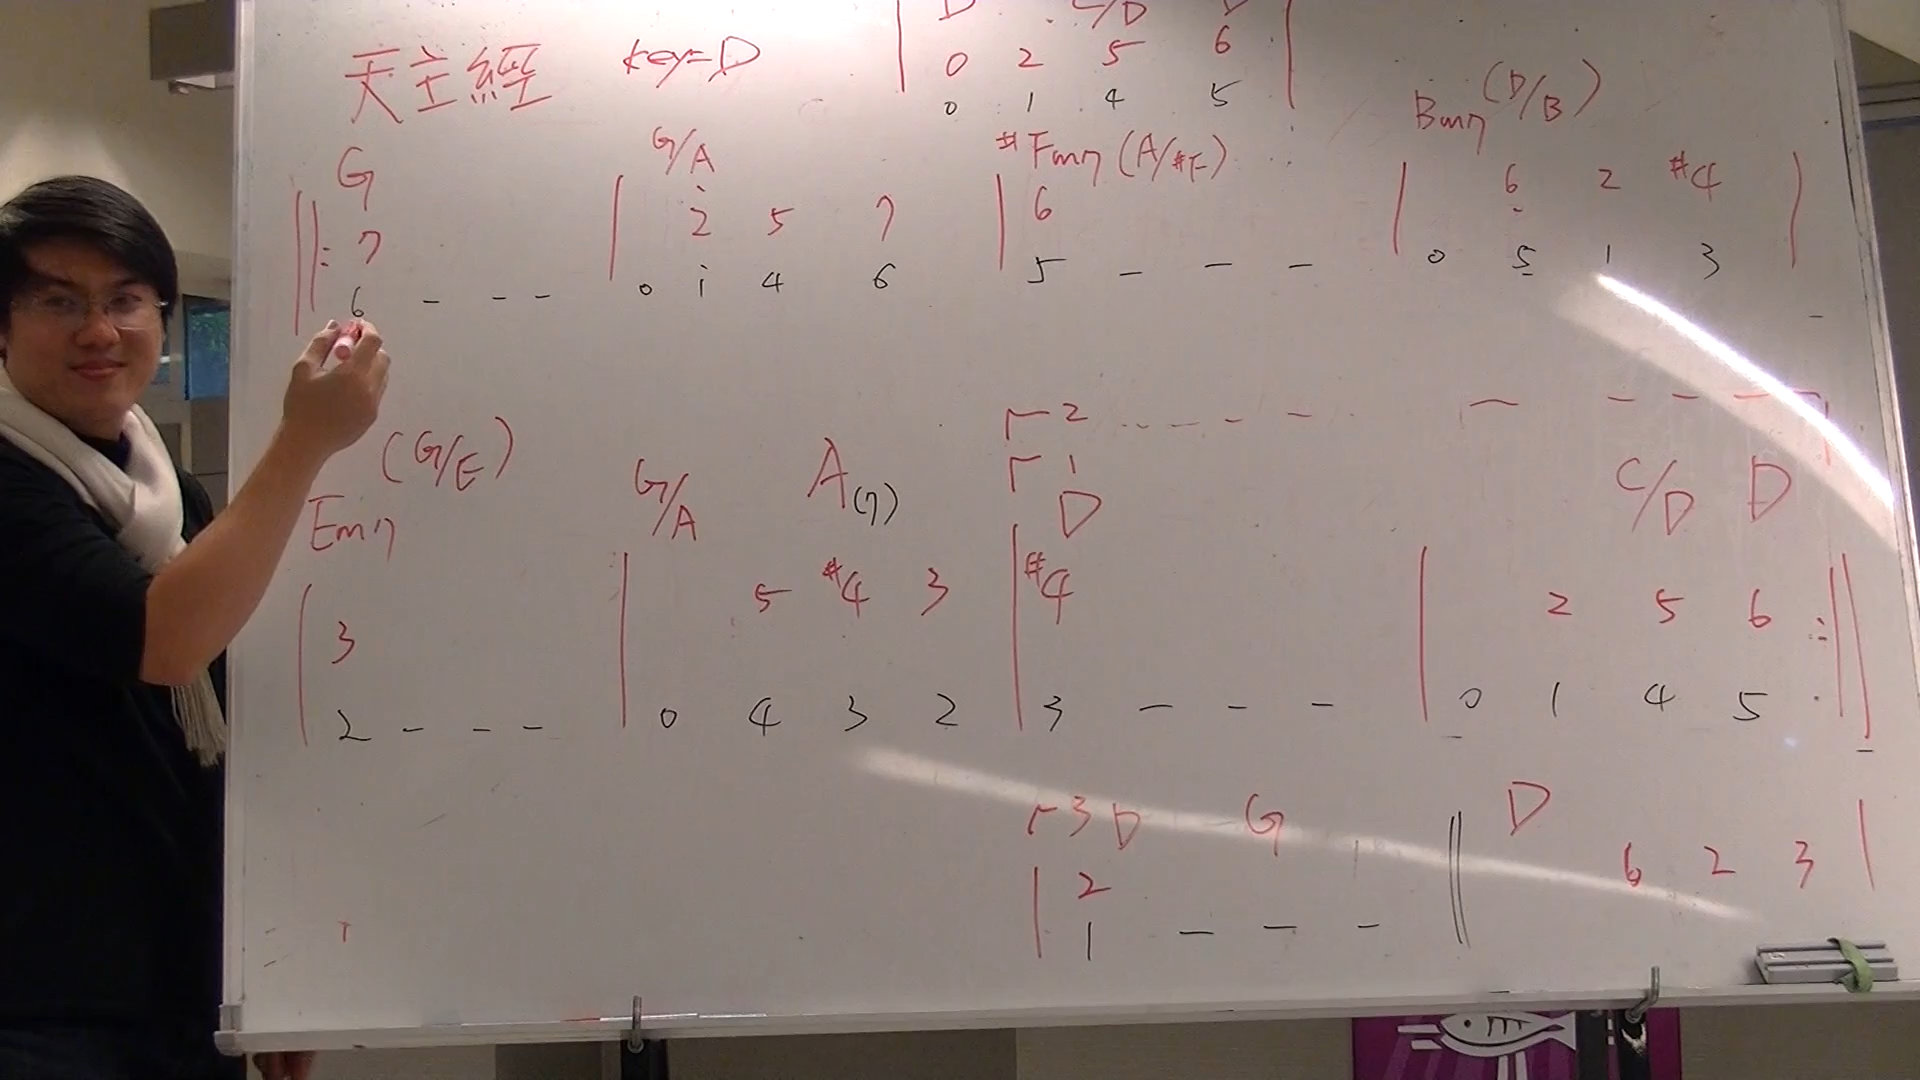 C/D
天主經 key=D | 0 2 5 6 |
0 1 4 5
G G/A #Fm7 (A/#F) Bm7 (D/B)
||: 7 | 2̇ 5 7 | 6 | 6̣ 2 #4 |
6 - - - 0 1̇ 4 6 5 - - - 0 5̣ 1 3
┌2 - - - - - - - - ┐
┌1
Em7 (G/E) G/A A(7) D C/D D
| 3 | 5 #4 3 | #4 | 2 5 6 :||
2 - - - 0 4 3 2 3 - - - 0 1 4 5
┌3 D G D
| 2 || 6 2 3 |
1 - - -